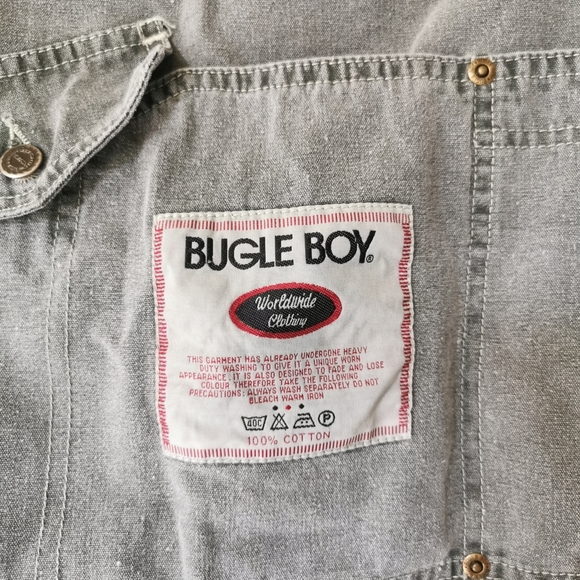 BUGLE BOY®
Worldwide
Clothing
THIS GARMENT HAS ALREADY UNDERGONE HEAVY
DUTY WASHING TO GIVE IT A UNIQUE WORN
APPEARANCE. IT IS ALSO DESIGNED TO FADE AND LOSE
COLOUR THEREFORE TAKE THE FOLLOWING
PRECAUTIONS: ALWAYS WASH SEPARATELY DO NOT
BLEACH WARM IRON
40C P
100% COTTON